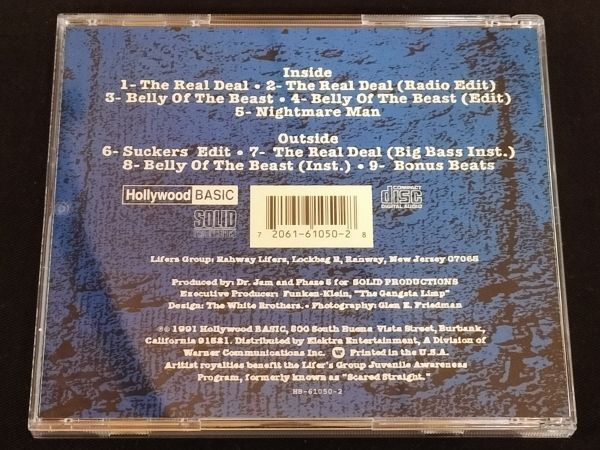 Inside
1- The Real Deal • 2- The Real Deal (Radio Edit)
3- Belly Of The Beast • 4- Belly Of The Beast (Edit)
5- Nightmare Man
Outside
6- Suckers' Edit • 7- The Real Deal (Big Bass Inst.)
8- Belly Of The Beast (Inst.) • 9- Bonus Beats
Hollywood BASIC
SOLID
7 2061-61050-2 8
COMPACT
disc
DIGITAL AUDIO
Lifers Group: Rahway Lifers, Lockbag R, Rahway, New Jersey 07065
Produced by: Dr. Jam and Phase 5 for SOLID PRODUCTIONS
Executive Producer: Funken-Klein, "The Gangsta Limp"
Design: The White Brothers. • Photography: Glen E. Friedman
℗© 1991 Hollywood BASIC, 500 South Buena Vista Street, Burbank,
California 91521. Distributed by Elektra Entertainment, A Division of
Warner Communications Inc. Printed in the U.S.A.
Aritist royalties benefit the Lifer's Group Juvenile Awareness
Program, formerly known as "Scared Straight."
HB-61050-2